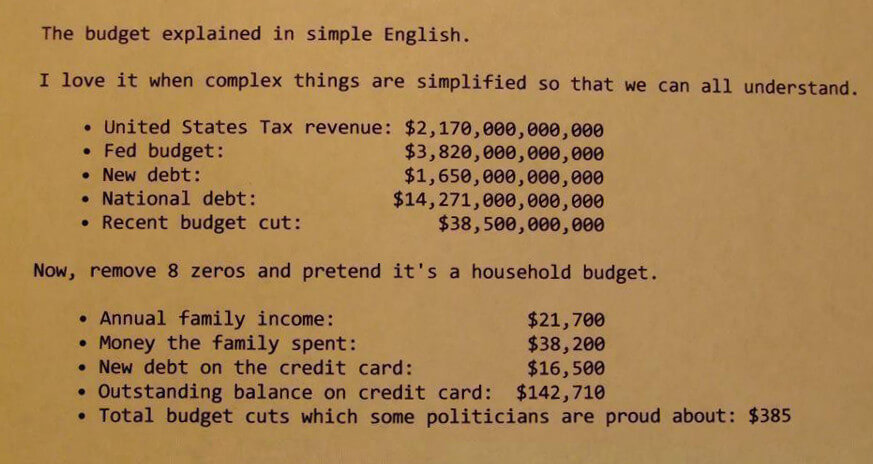 The budget explained in simple English.
I love it when complex things are simplified so that we can all understand.
• United States Tax revenue: $2,170,000,000,000
• Fed budget: $3,820,000,000,000
• New debt: $1,650,000,000,000
• National debt: $14,271,000,000,000
• Recent budget cut: $38,500,000,000
Now, remove 8 zeros and pretend it's a household budget.
• Annual family income: $21,700
• Money the family spent: $38,200
• New debt on the credit card: $16,500
• Outstanding balance on credit card: $142,710
• Total budget cuts which some politicians are proud about: $385